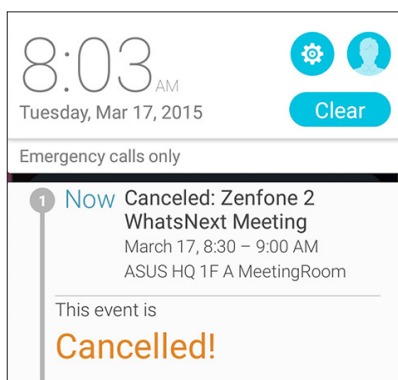 8:03 AM
Tuesday, Mar 17, 2015
Clear
Emergency calls only
1 Now Canceled: Zenfone 2
WhatsNext Meeting
March 17, 8:30 – 9:00 AM
ASUS HQ 1F A MeetingRoom
This event is
Cancelled!